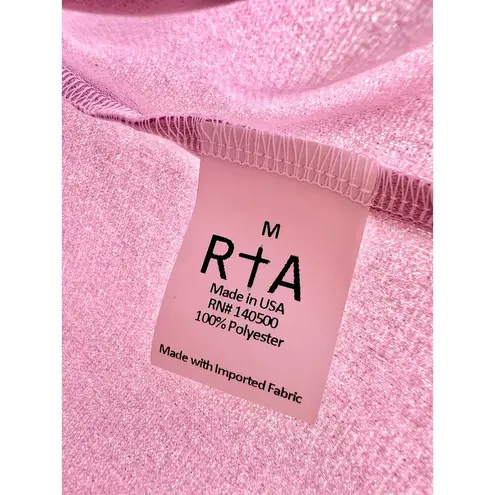 M
R†A
Made in USA
RN# 140500
100% Polyester
Made with Imported Fabric